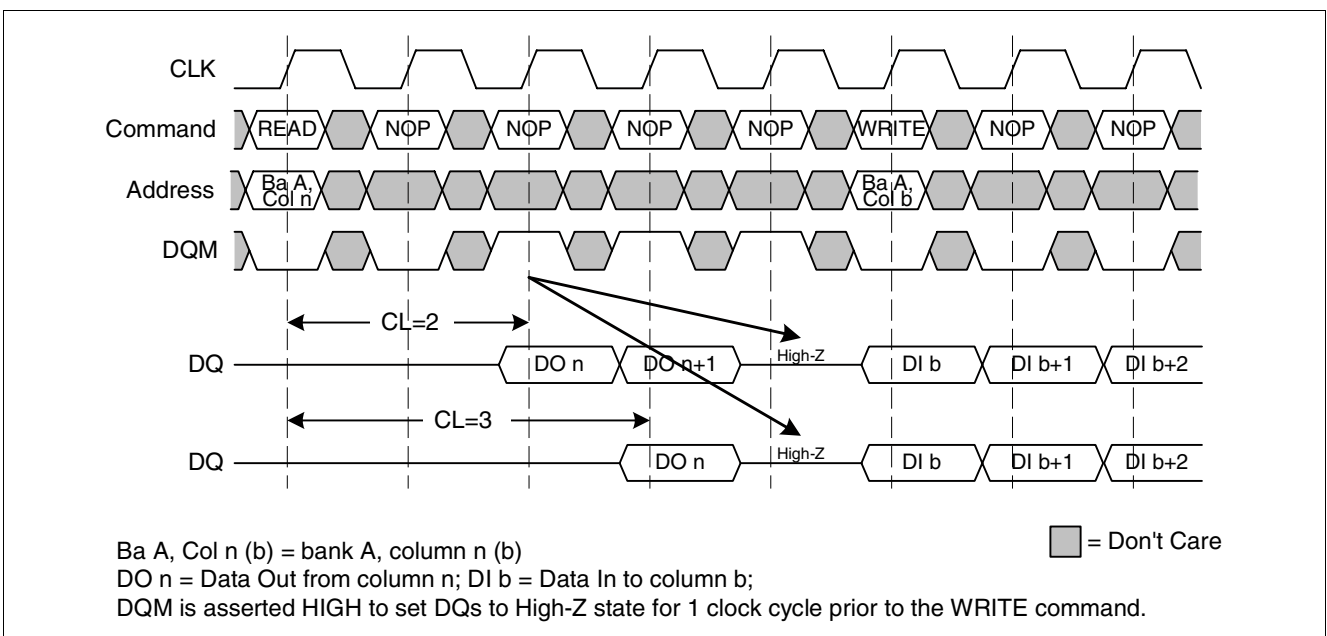 CLK
Command READ NOP NOP NOP NOP WRITE NOP NOP
Address Ba A, Col n Ba A, Col b
DQM
CL=2
DQ DO n DO n+1 High-Z DI b DI b+1 DI b+2
CL=3
DQ DO n High-Z DI b DI b+1 DI b+2
Ba A, Col n (b) = bank A, column n (b)
= Don't Care
DO n = Data Out from column n; DI b = Data In to column b;
DQM is asserted HIGH to set DQs to High-Z state for 1 clock cycle prior to the WRITE command.